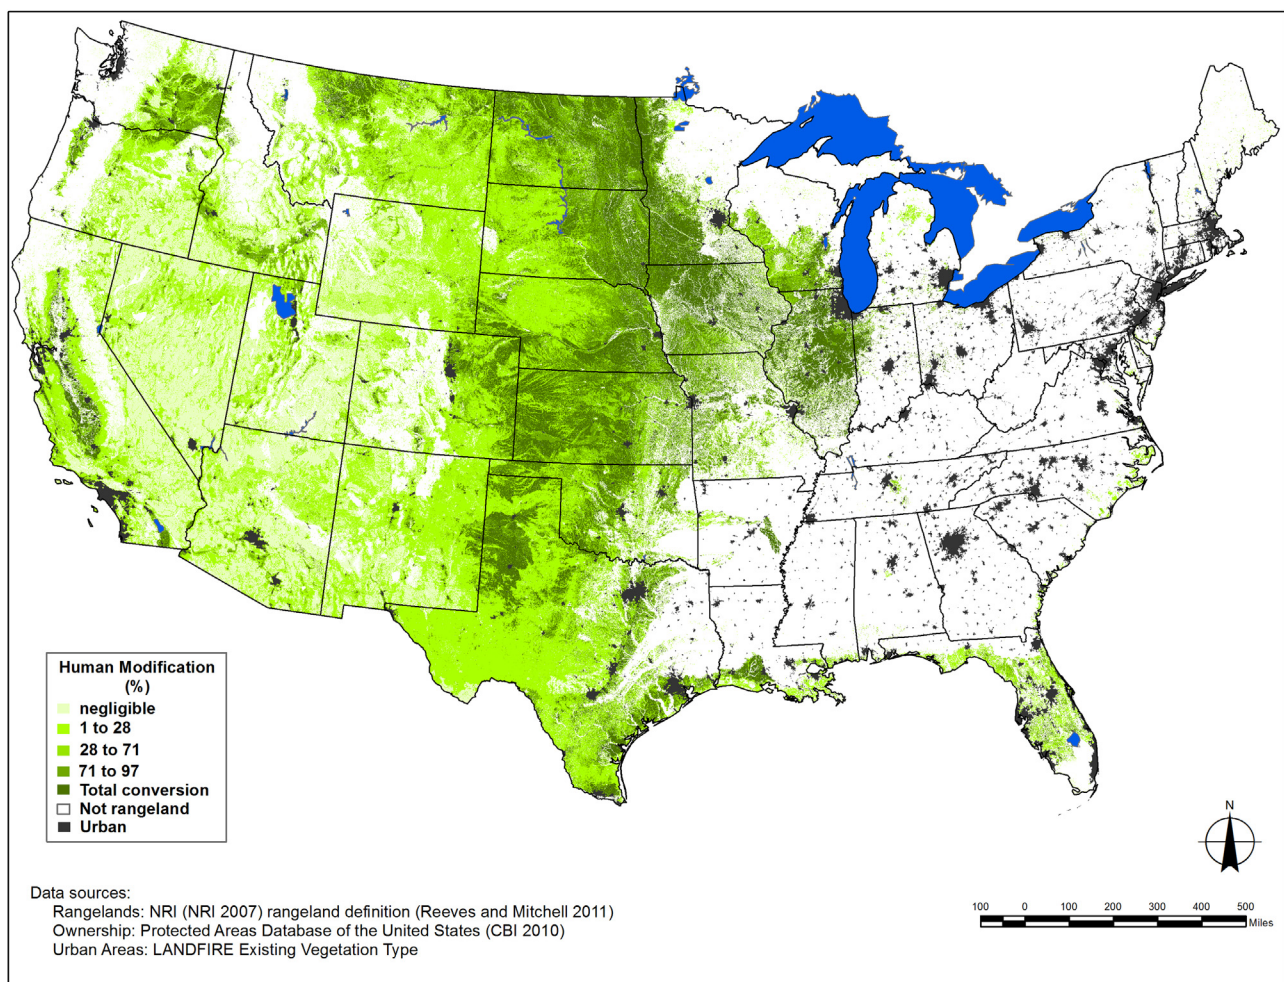 Human Modification
(%)
negligible
1 to 28
28 to 71
71 to 97
Total conversion
Not rangeland
Urban
N
Data sources:
Rangelands: NRI (NRI 2007) rangeland definition (Reeves and Mitchell 2011)
Ownership: Protected Areas Database of the United States (CBI 2010)
Urban Areas: LANDFIRE Existing Vegetation Type
100 0 100 200 300 400 500
Miles